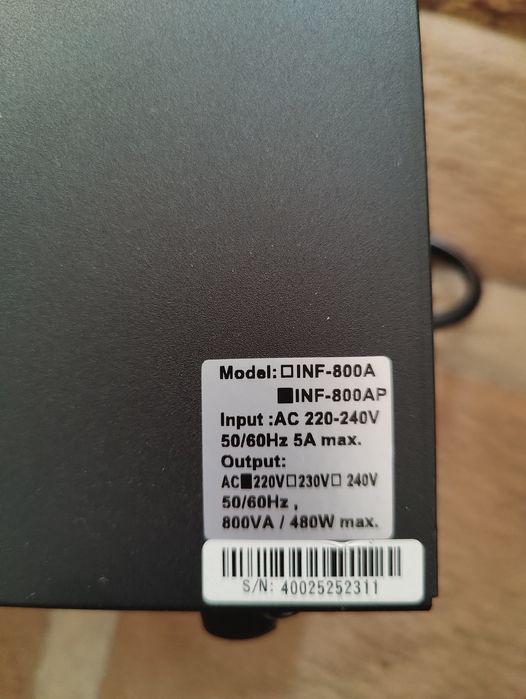 Model: □INF-800A
■INF-800AP
Input :AC 220-240V
50/60Hz 5A max.
Output:
AC■220V□230V□ 240V
50/60Hz ,
800VA / 480W max.
S/N: 40025252311